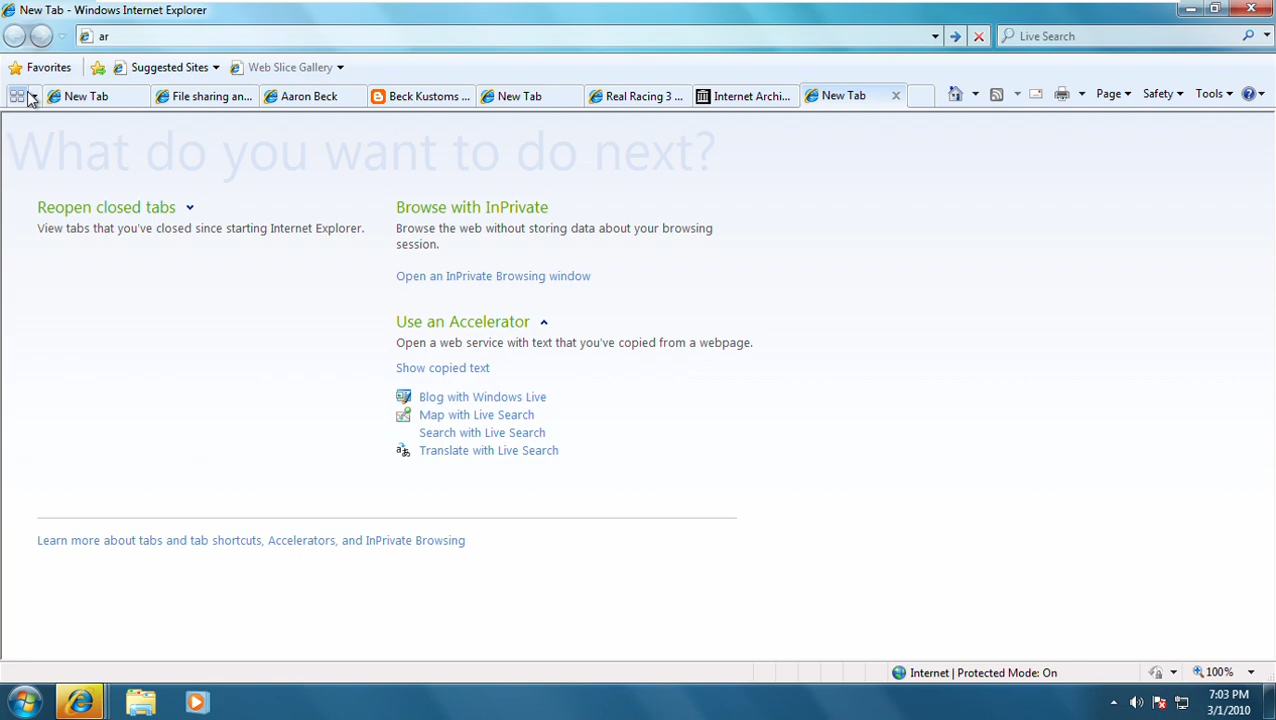 New Tab - Windows Internet Explorer
ar
Live Search
Favorites
Suggested Sites
Web Slice Gallery
New Tab
File sharing an...
Aaron Beck
Beck Kustoms ...
New Tab
Real Racing 3 ...
Internet Archi...
New Tab
Page
Safety
Tools
What do you want to do next?
Reopen closed tabs
View tabs that you've closed since starting Internet Explorer.
Browse with InPrivate
Browse the web without storing data about your browsing
session.
Open an InPrivate Browsing window
Use an Accelerator
Open a web service with text that you've copied from a webpage.
Show copied text
Blog with Windows Live
Map with Live Search
Search with Live Search
Translate with Live Search
Learn more about tabs and tab shortcuts, Accelerators, and InPrivate Browsing
Internet | Protected Mode: On
100%
7:03 PM
3/1/2010